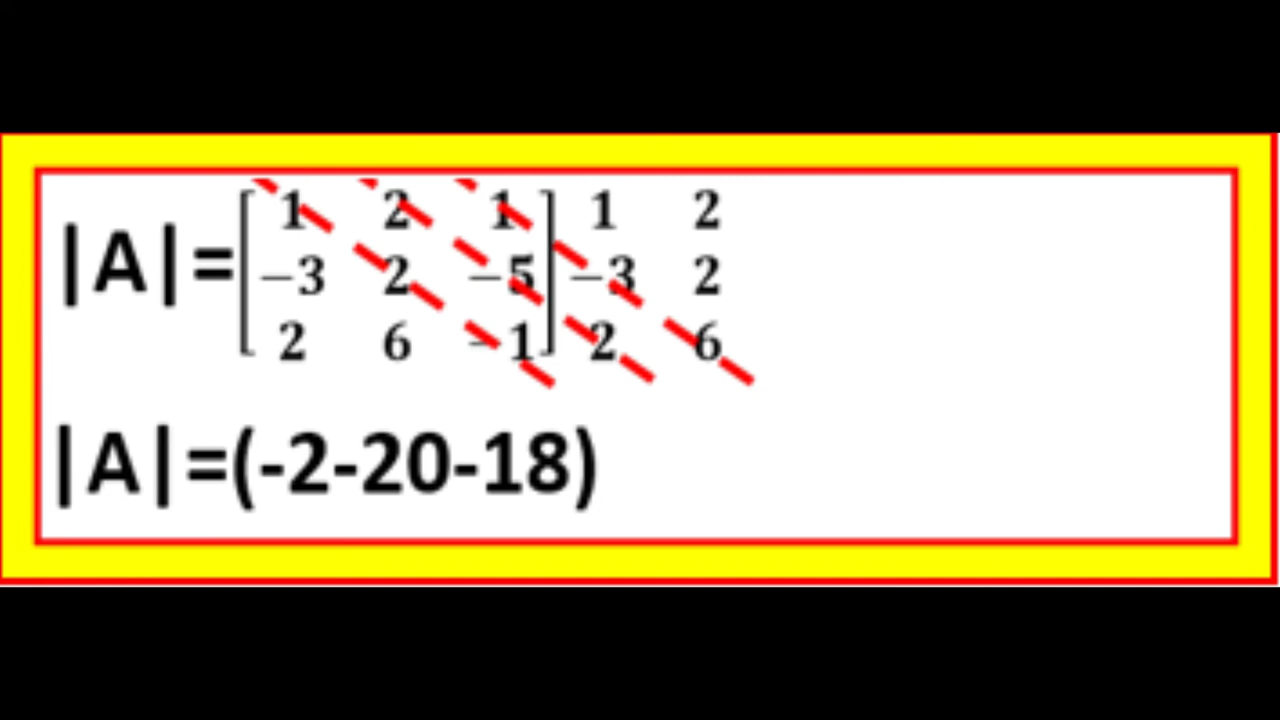 |A|=[1 2 1] 1 2
[−3 2 −5] −3 2
[2 6 −1] 2 6
|A|=(-2-20-18)